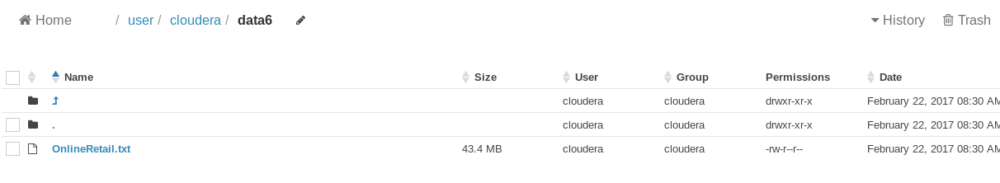 Home / user / cloudera / data6 History Trash
Name Size User Group Permissions Date
cloudera cloudera drwxr-xr-x February 22, 2017 08:30 AM
. cloudera cloudera drwxr-xr-x February 22, 2017 08:30 AM
OnlineRetail.txt 43.4 MB cloudera cloudera -rw-r--r-- February 22, 2017 08:30 AM